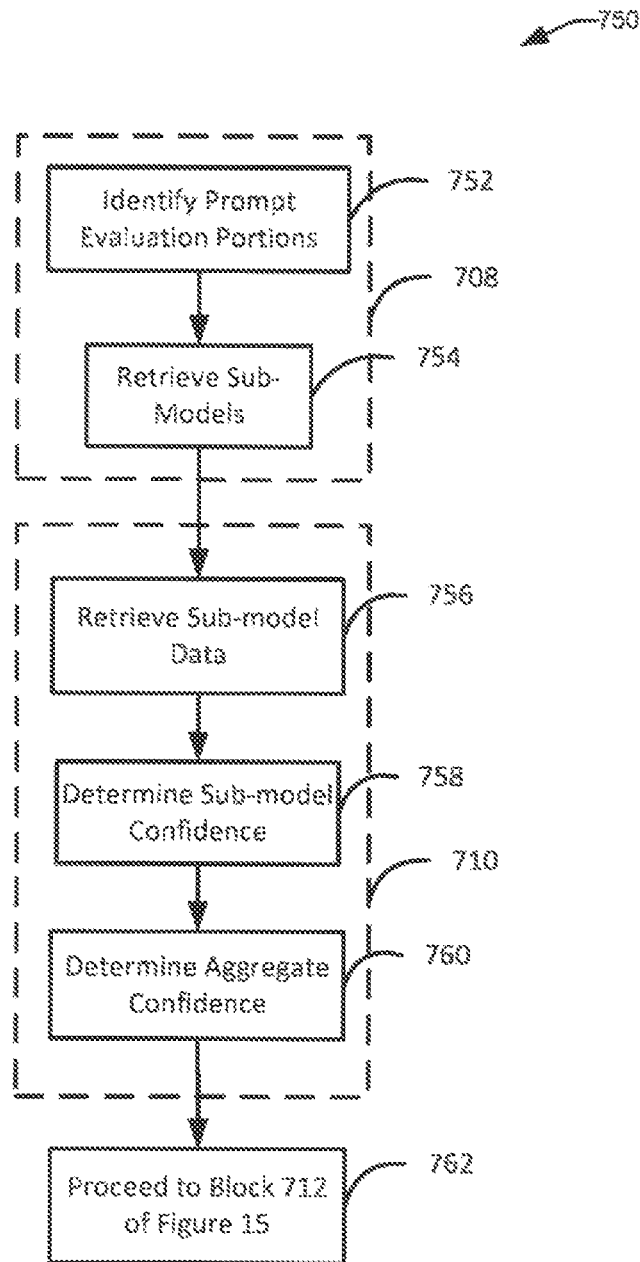 750
Identify Prompt
Evaluation Portions
752
708
Retrieve Sub-
Models
754
Retrieve Sub-model
Data
756
Determine Sub-model
Confidence
758
710
Determine Aggregate
Confidence
760
Proceed to Block 712
of Figure 15
762